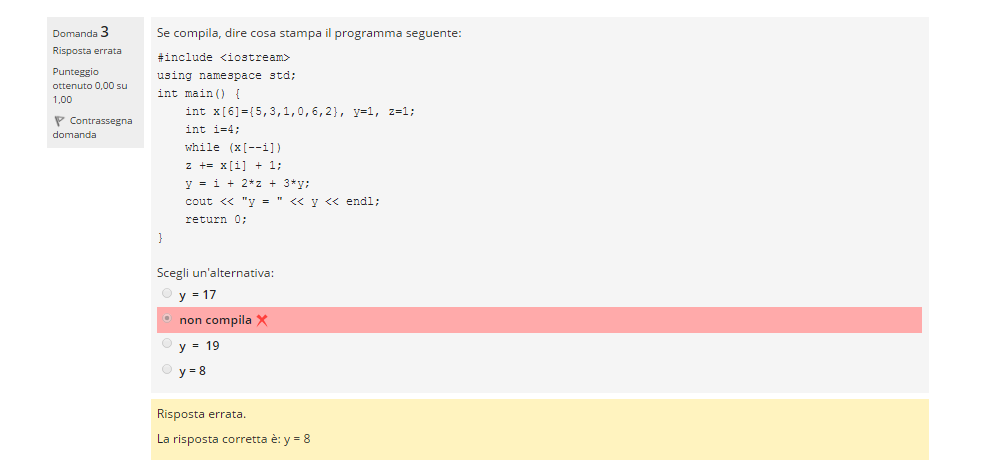 Domanda 3
Risposta errata
Punteggio
ottenuto 0,00 su
1,00
Contrassegna
domanda
Se compila, dire cosa stampa il programma seguente:
#include <iostream>
using namespace std;
int main() {
    int x[6]={5,3,1,0,6,2}, y=1, z=1;
    int i=4;
    while (x[--i])
    z += x[i] + 1;
    y = i + 2*z + 3*y;
    cout << "y = " << y << endl;
    return 0;
}
Scegli un'alternativa:
y = 17
non compila
y = 19
y = 8
Risposta errata.
La risposta corretta è: y = 8